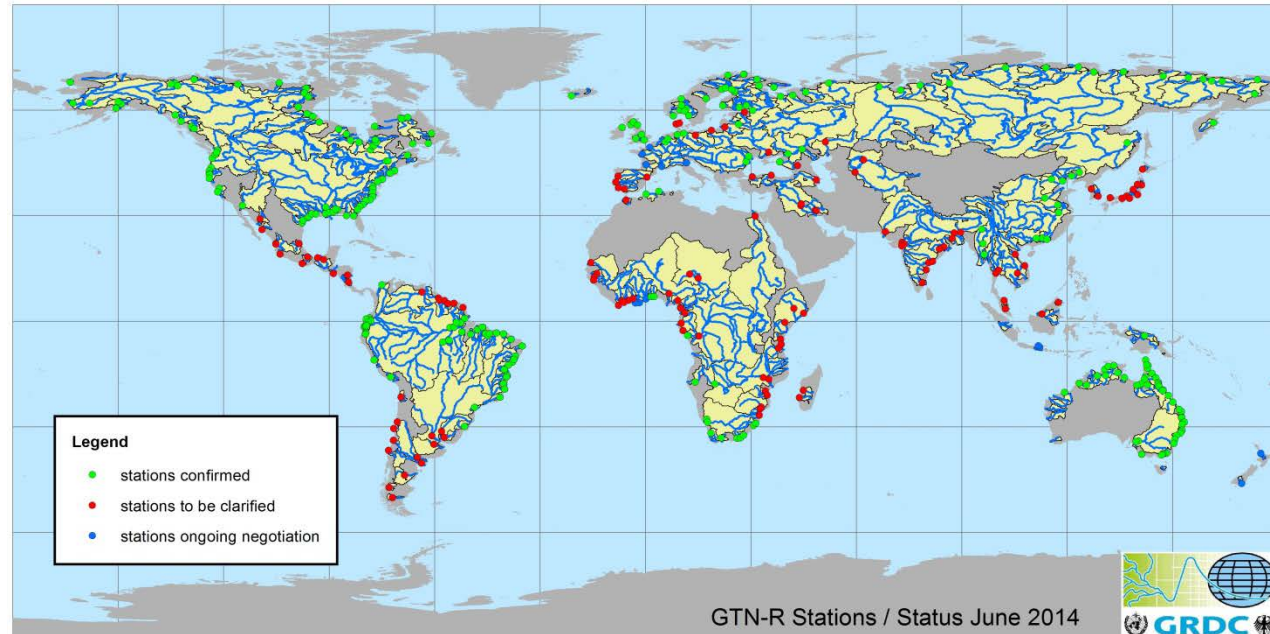 Legend
stations confirmed
stations to be clarified
stations ongoing negotiation
GTN-R Stations / Status June 2014
GRDC